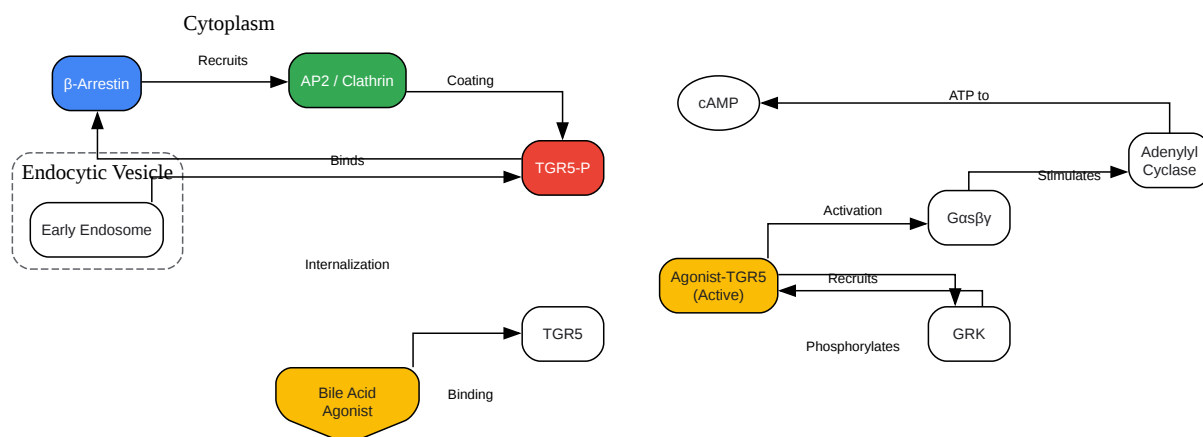 Cytoplasm
Recruits
β-Arrestin
AP2 / Clathrin
Coating
Binds
TGR5-P
Endocytic Vesicle
Early Endosome
Internalization
TGR5
Bile Acid
Agonist
Binding
cAMP
ATP to
Adenylyl
Cyclase
Stimulates
Activation
Gαsβγ
Agonist-TGR5
(Active)
Recruits
GRK
Phosphorylates